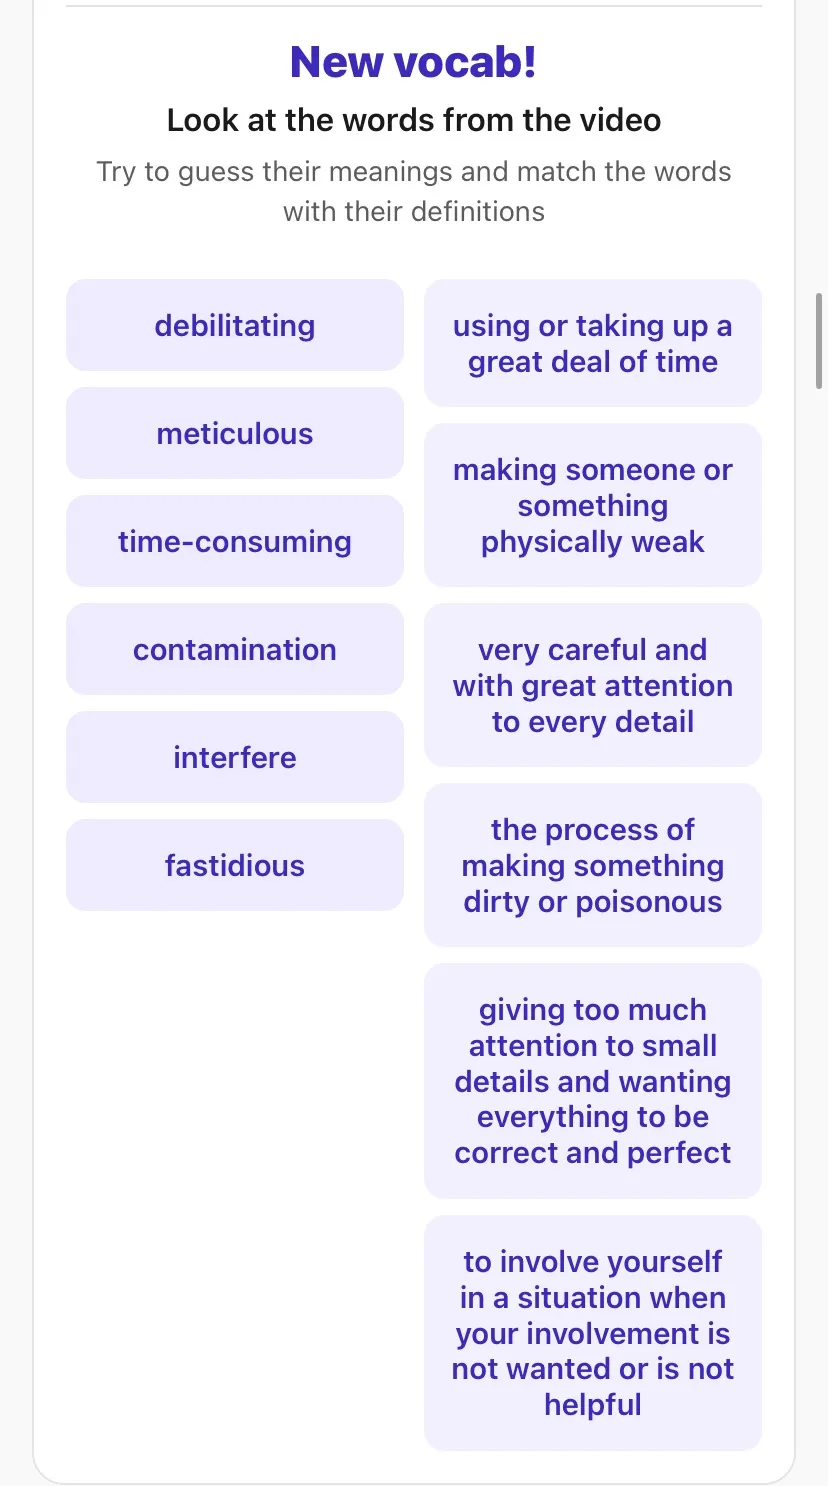 New vocab!
Look at the words from the video
Try to guess their meanings and match the words
with their definitions
debilitating
meticulous
time-consuming
contamination
interfere
fastidious
using or taking up a
great deal of time
making someone or
something
physically weak
very careful and
with great attention
to every detail
the process of
making something
dirty or poisonous
giving too much
attention to small
details and wanting
everything to be
correct and perfect
to involve yourself
in a situation when
your involvement is
not wanted or is not
helpful